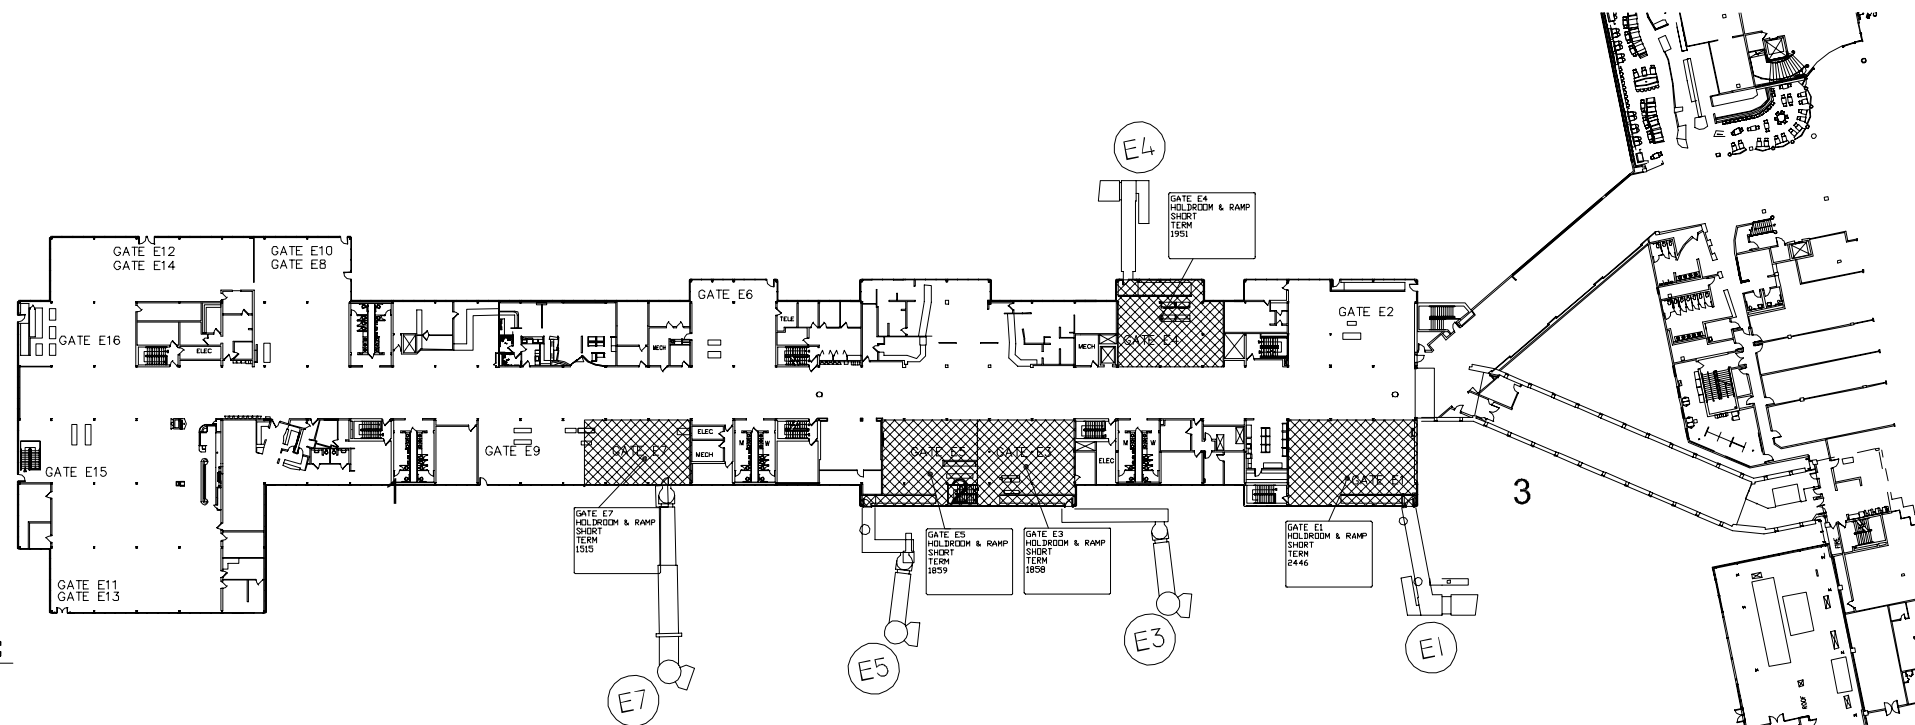 E4
GATE E4
HOLDROOM & RAMP
SHORT
TERM
1951
GATE E12
GATE E14
GATE E10
GATE E8
GATE E6
GATE E2
GATE E16
ELEC
MECH
TELE
MECH
GATE E4
GATE E9
GATE E7
ELEC
MECH
M
W
GATE E5
GATE E3
ELEC
M
W
GATE E1
GATE E15
3
GATE E7
HOLDROOM & RAMP
SHORT
TERM
1515
GATE E5
HOLDROOM & RAMP
SHORT
TERM
1859
GATE E3
HOLDROOM & RAMP
SHORT
TERM
1858
GATE E1
HOLDROOM & RAMP
SHORT
TERM
2446
GATE E11
GATE E13
E7
E5
E3
E1
ROOF